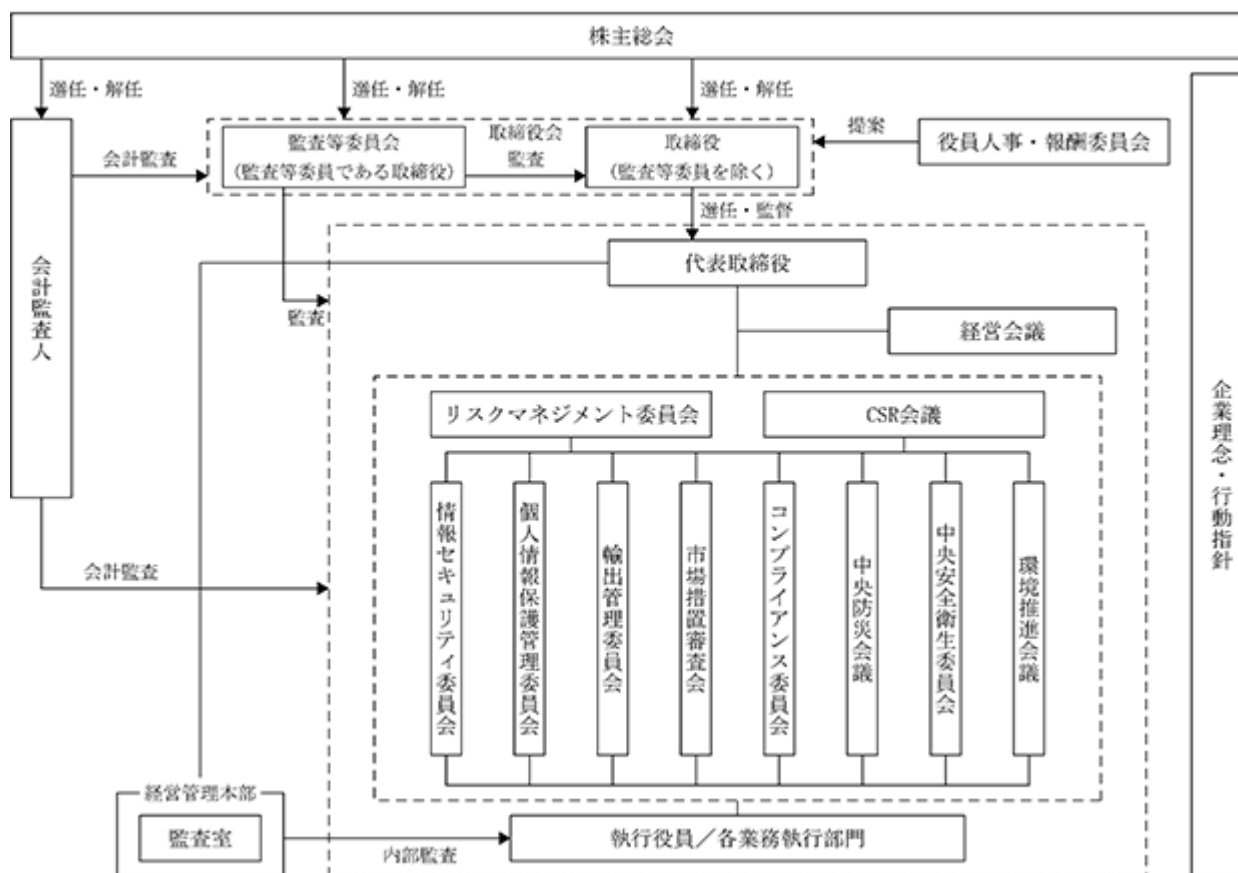 株主総会
選任・解任
選任・解任
選任・解任
監査等委員会
(監査等委員である取締役)
取締役会
監査
取締役
(監査等委員を除く)
提案
役員人事・報酬委員会
会計監査
選任・監督
会計監査人
代表取締役
監査
経営会議
企業理念・行動指針
リスクマネジメント委員会
CSR会議
情報セキュリティ委員会
個人情報保護管理委員会
輸出管理委員会
市場措置審査会
コンプライアンス委員会
中央防災会議
中央安全衛生委員会
環境推進会議
会計監査
経営管理本部
監査室
内部監査
執行役員／各業務執行部門